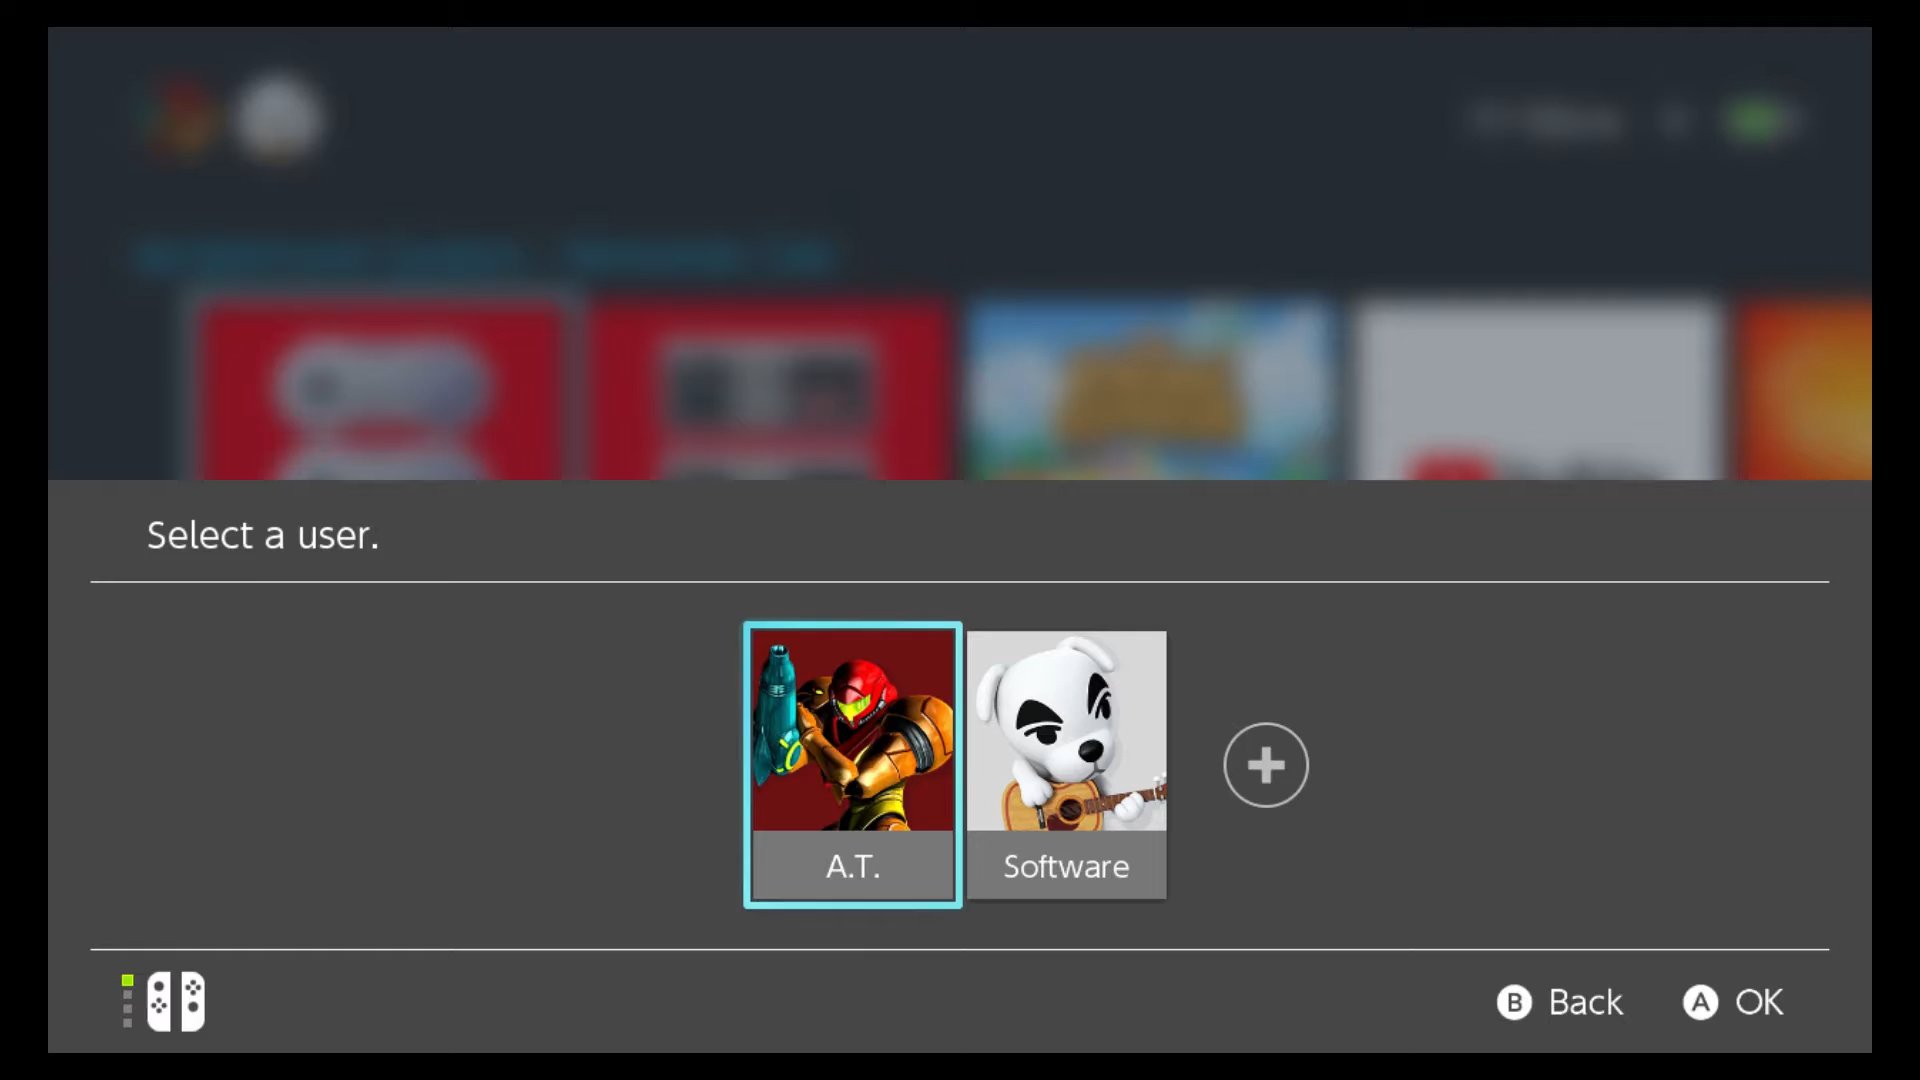 Select a user.
A.T.
Software
B Back
A OK